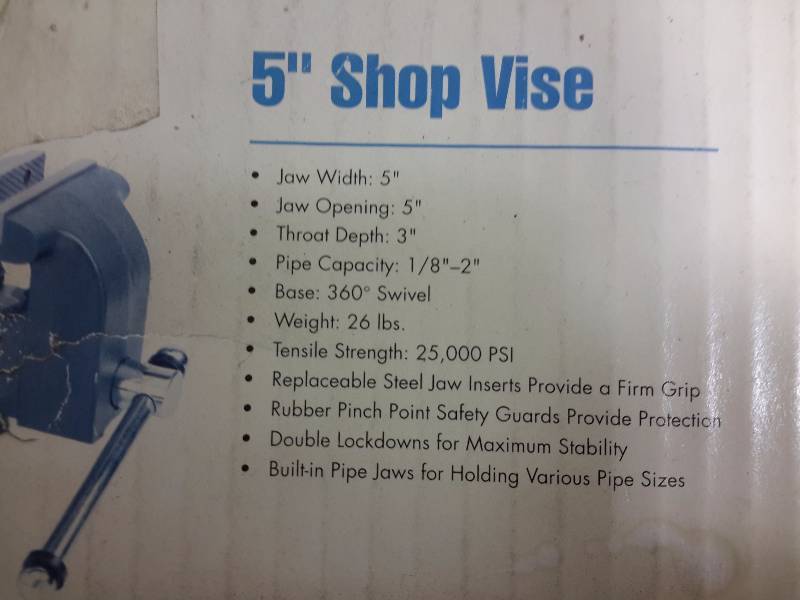 5" Shop Vise
• Jaw Width: 5"
• Jaw Opening: 5"
• Throat Depth: 3"
• Pipe Capacity: 1/8"–2"
• Base: 360° Swivel
• Weight: 26 lbs.
• Tensile Strength: 25,000 PSI
• Replaceable Steel Jaw Inserts Provide a Firm Grip
• Rubber Pinch Point Safety Guards Provide Protection
• Double Lockdowns for Maximum Stability
• Built-in Pipe Jaws for Holding Various Pipe Sizes